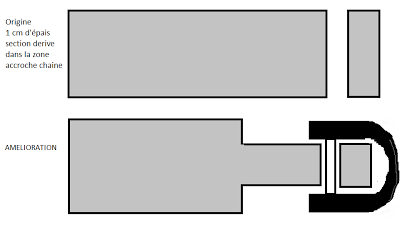 Origine
1 cm d'épais
section derive
dans la zone
accroche chaine
AMELIORATION